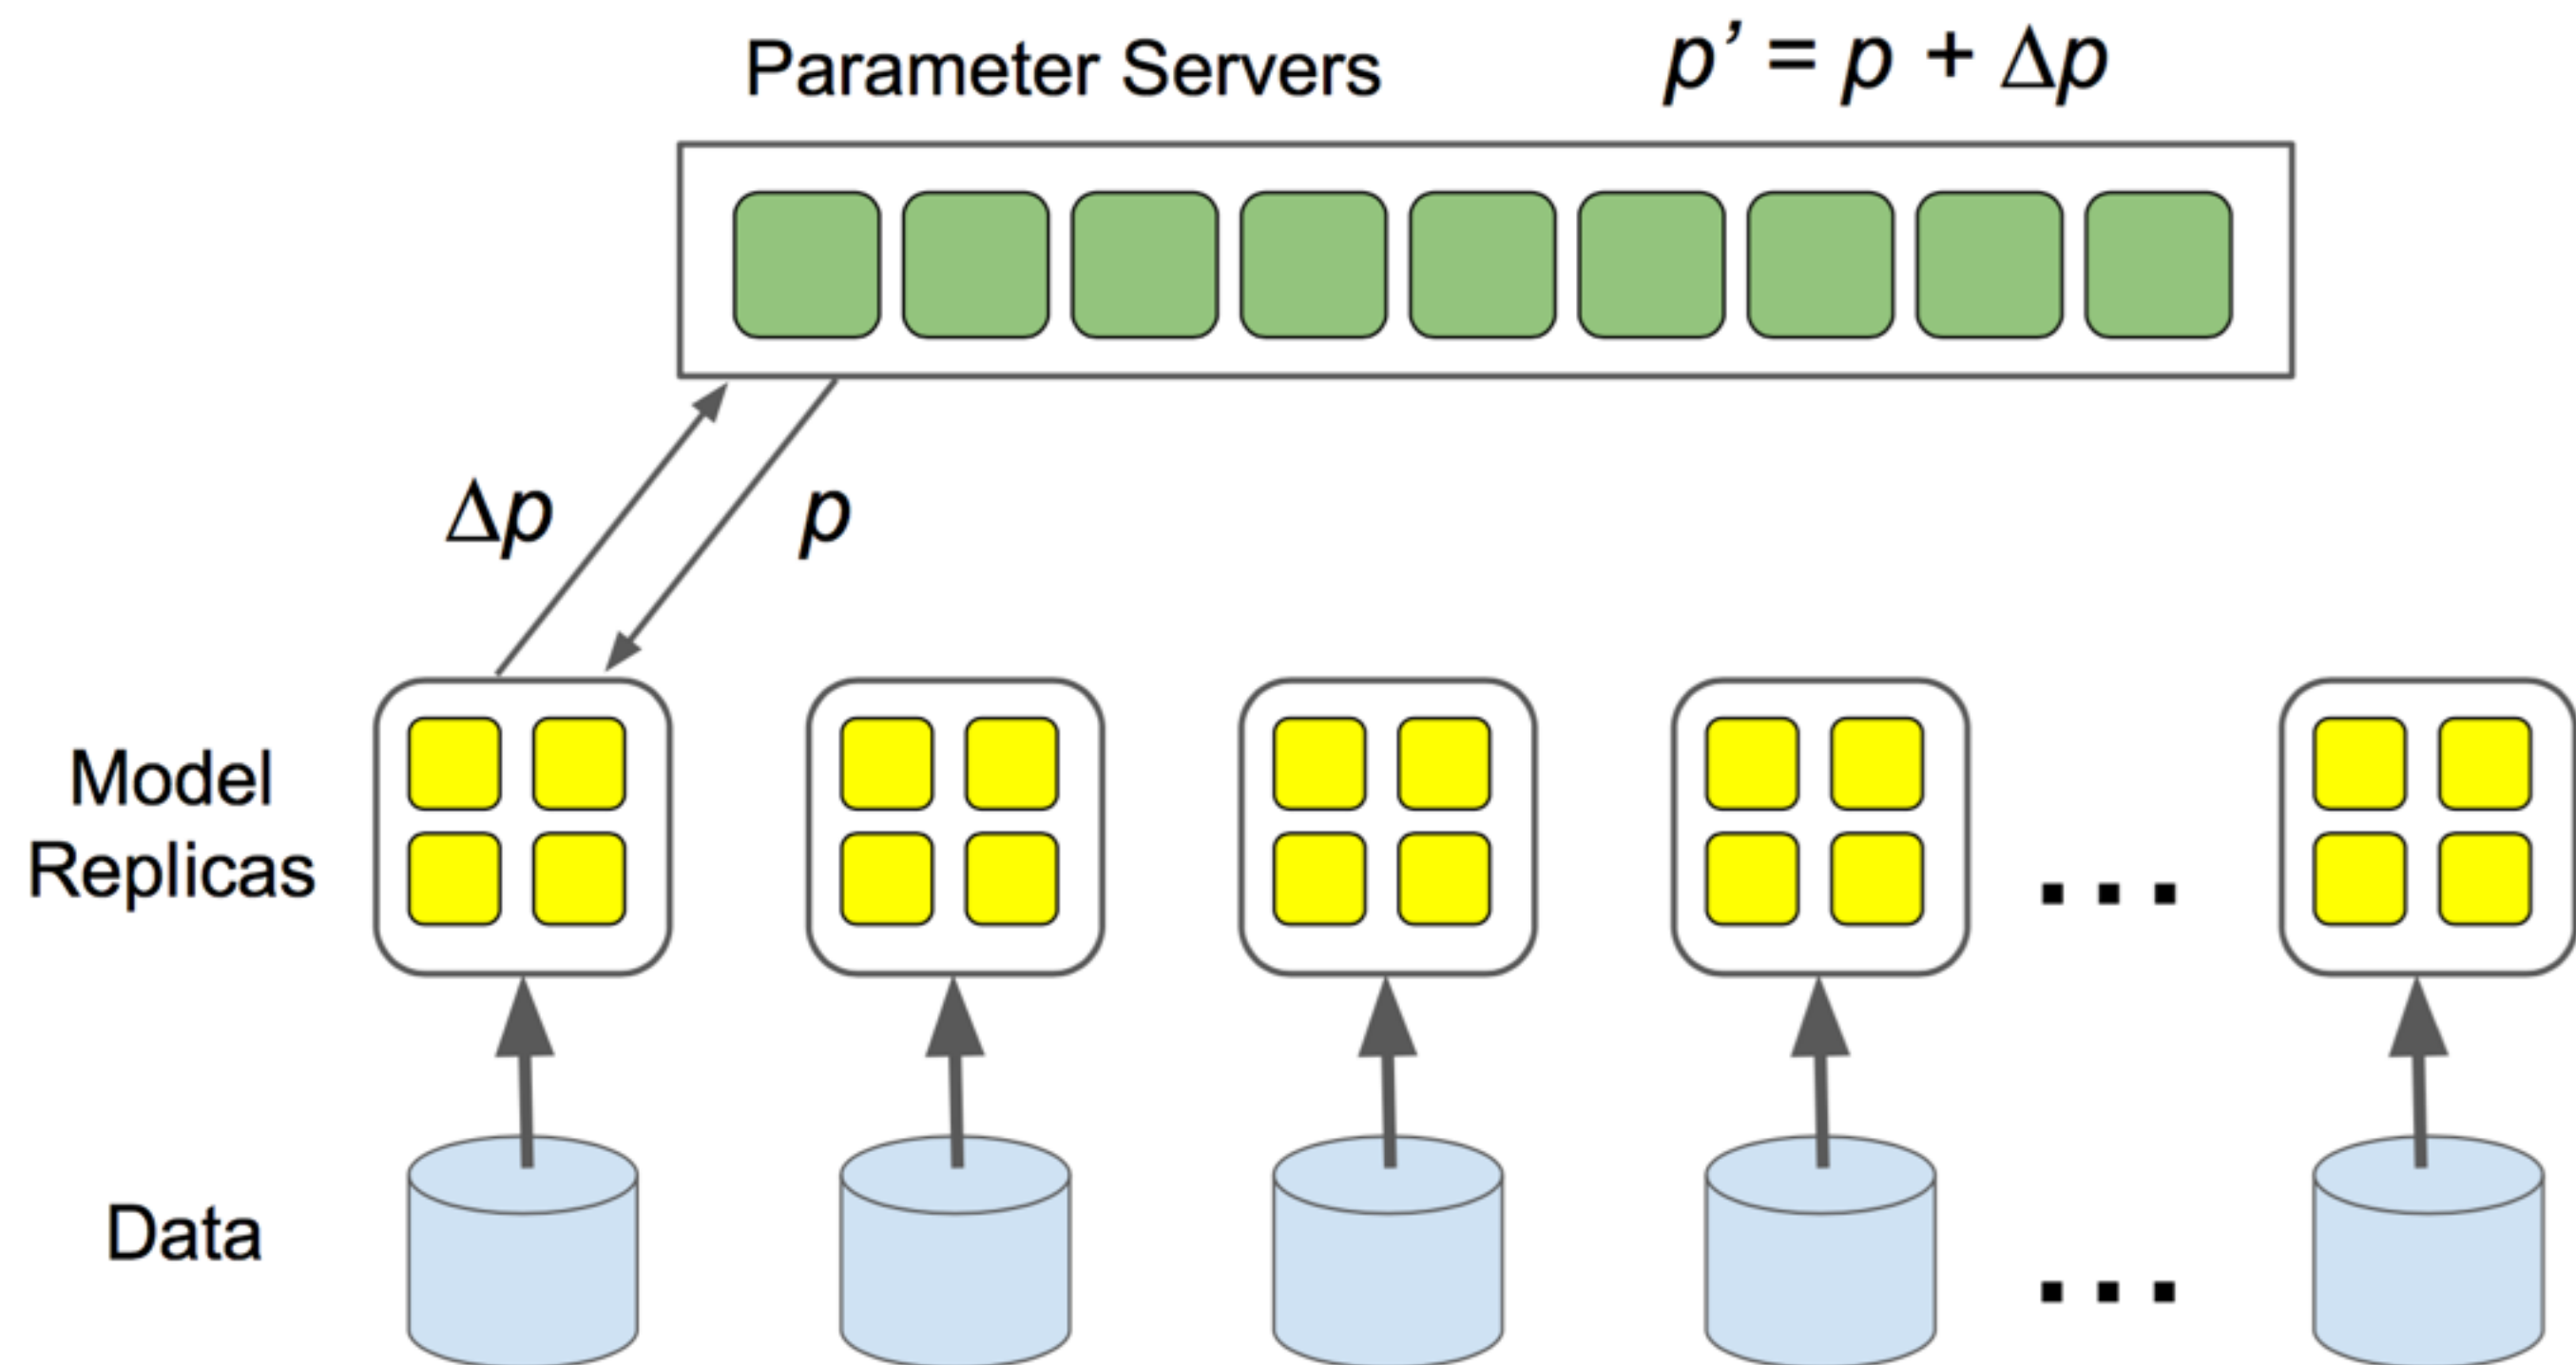 Parameter Servers
p’ = p + Δp
Δp
p
Model
Replicas
...
Data
...